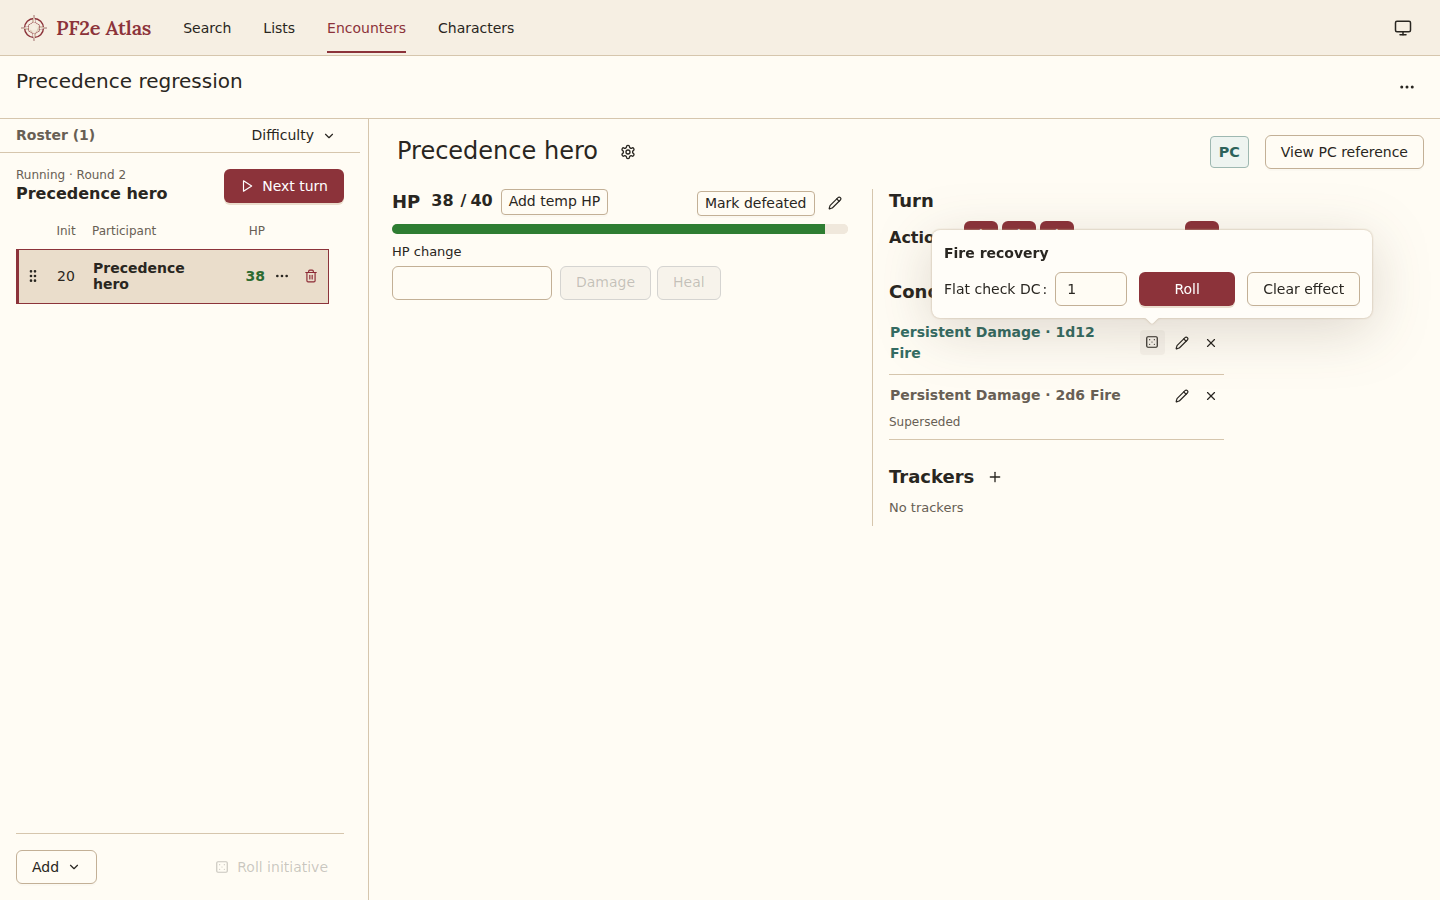 PF2e Atlas
Search
Lists
Encounters
Characters
Precedence regression
Roster (1)
Difficulty
Running · Round 2
Precedence hero
Next turn
Init
Participant
HP
20
Precedence
hero
38
Add
Roll initiative
Precedence hero
PC
View PC reference
HP
38 / 40
Add temp HP
Mark defeated
HP change
Damage
Heal
Turn
Fire recovery
Flat check DC:
1
Roll
Clear effect
Persistent Damage · 1d12
Fire
Persistent Damage · 2d6 Fire
Superseded
Trackers
No trackers